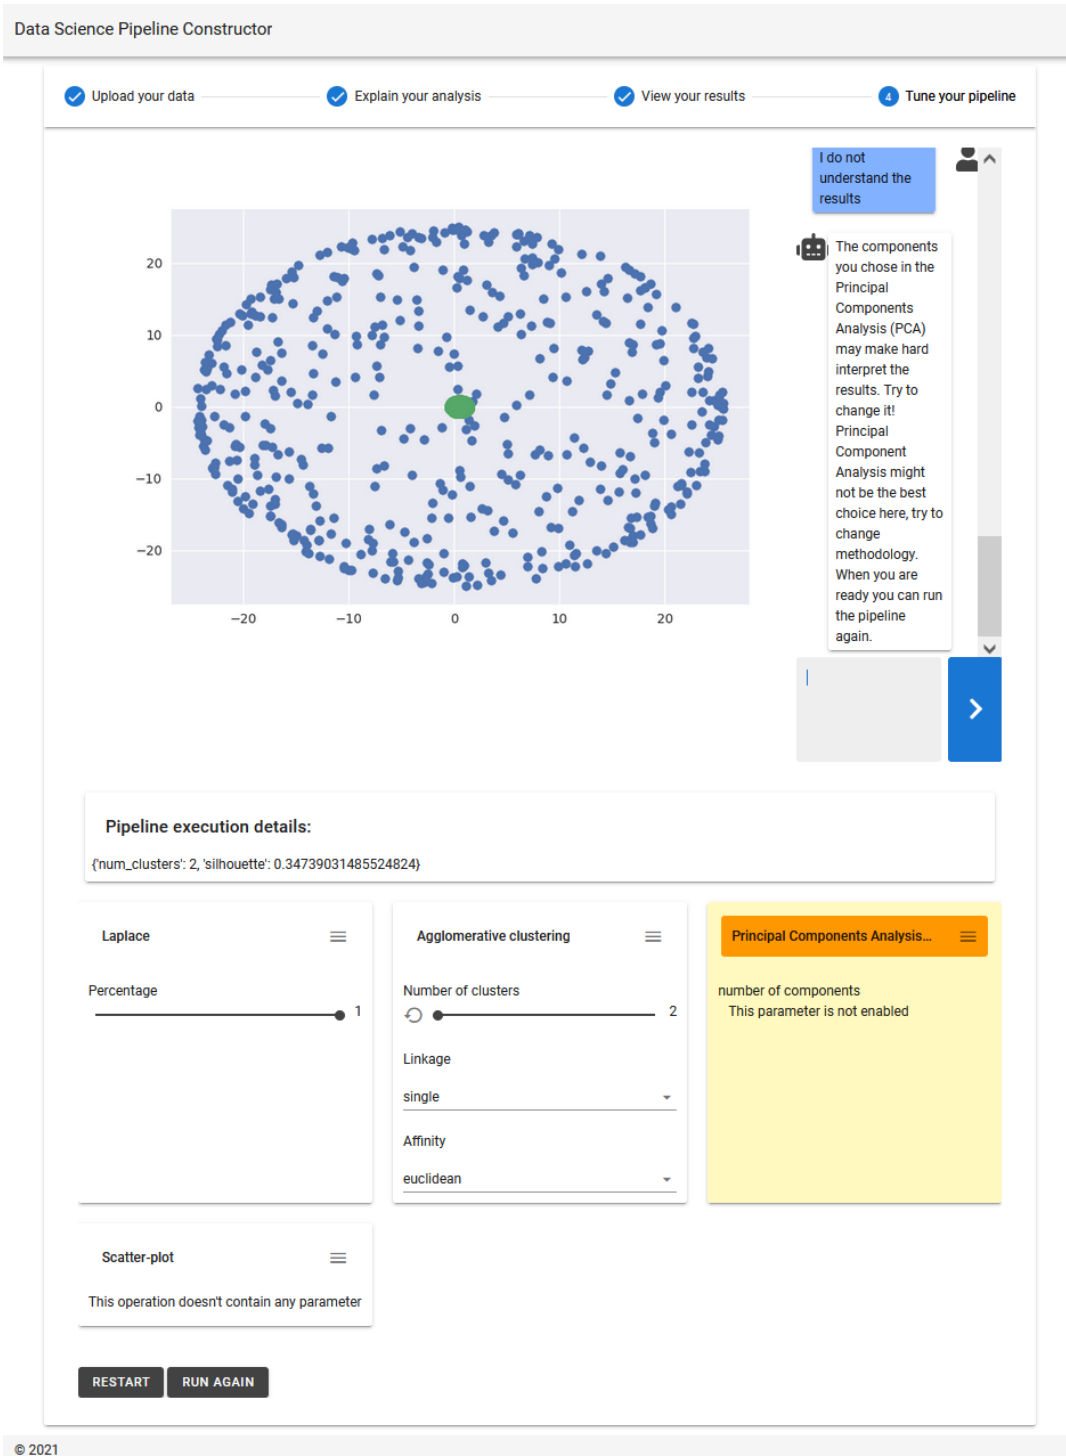 Data Science Pipeline Constructor
Upload your data
Explain your analysis
View your results
4 Tune your pipeline
I do not
understand the
results
The components
you chose in the
Principal
Components
Analysis (PCA)
may make hard
interpret the
results. Try to
change it!
Principal
Component
Analysis might
not be the best
choice here, try to
change
methodology.
When you are
ready you can run
the pipeline
again.
20
10
0
−10
−20
−20 −10 0 10 20
Pipeline execution details:
{'num_clusters': 2, 'silhouette': 0.34739031485524824}
Laplace
Percentage
1
Agglomerative clustering
Number of clusters
2
Linkage
single
Affinity
euclidean
Principal Components Analysis...
number of components
This parameter is not enabled
Scatter-plot
This operation doesn't contain any parameter
RESTART
RUN AGAIN
© 2021